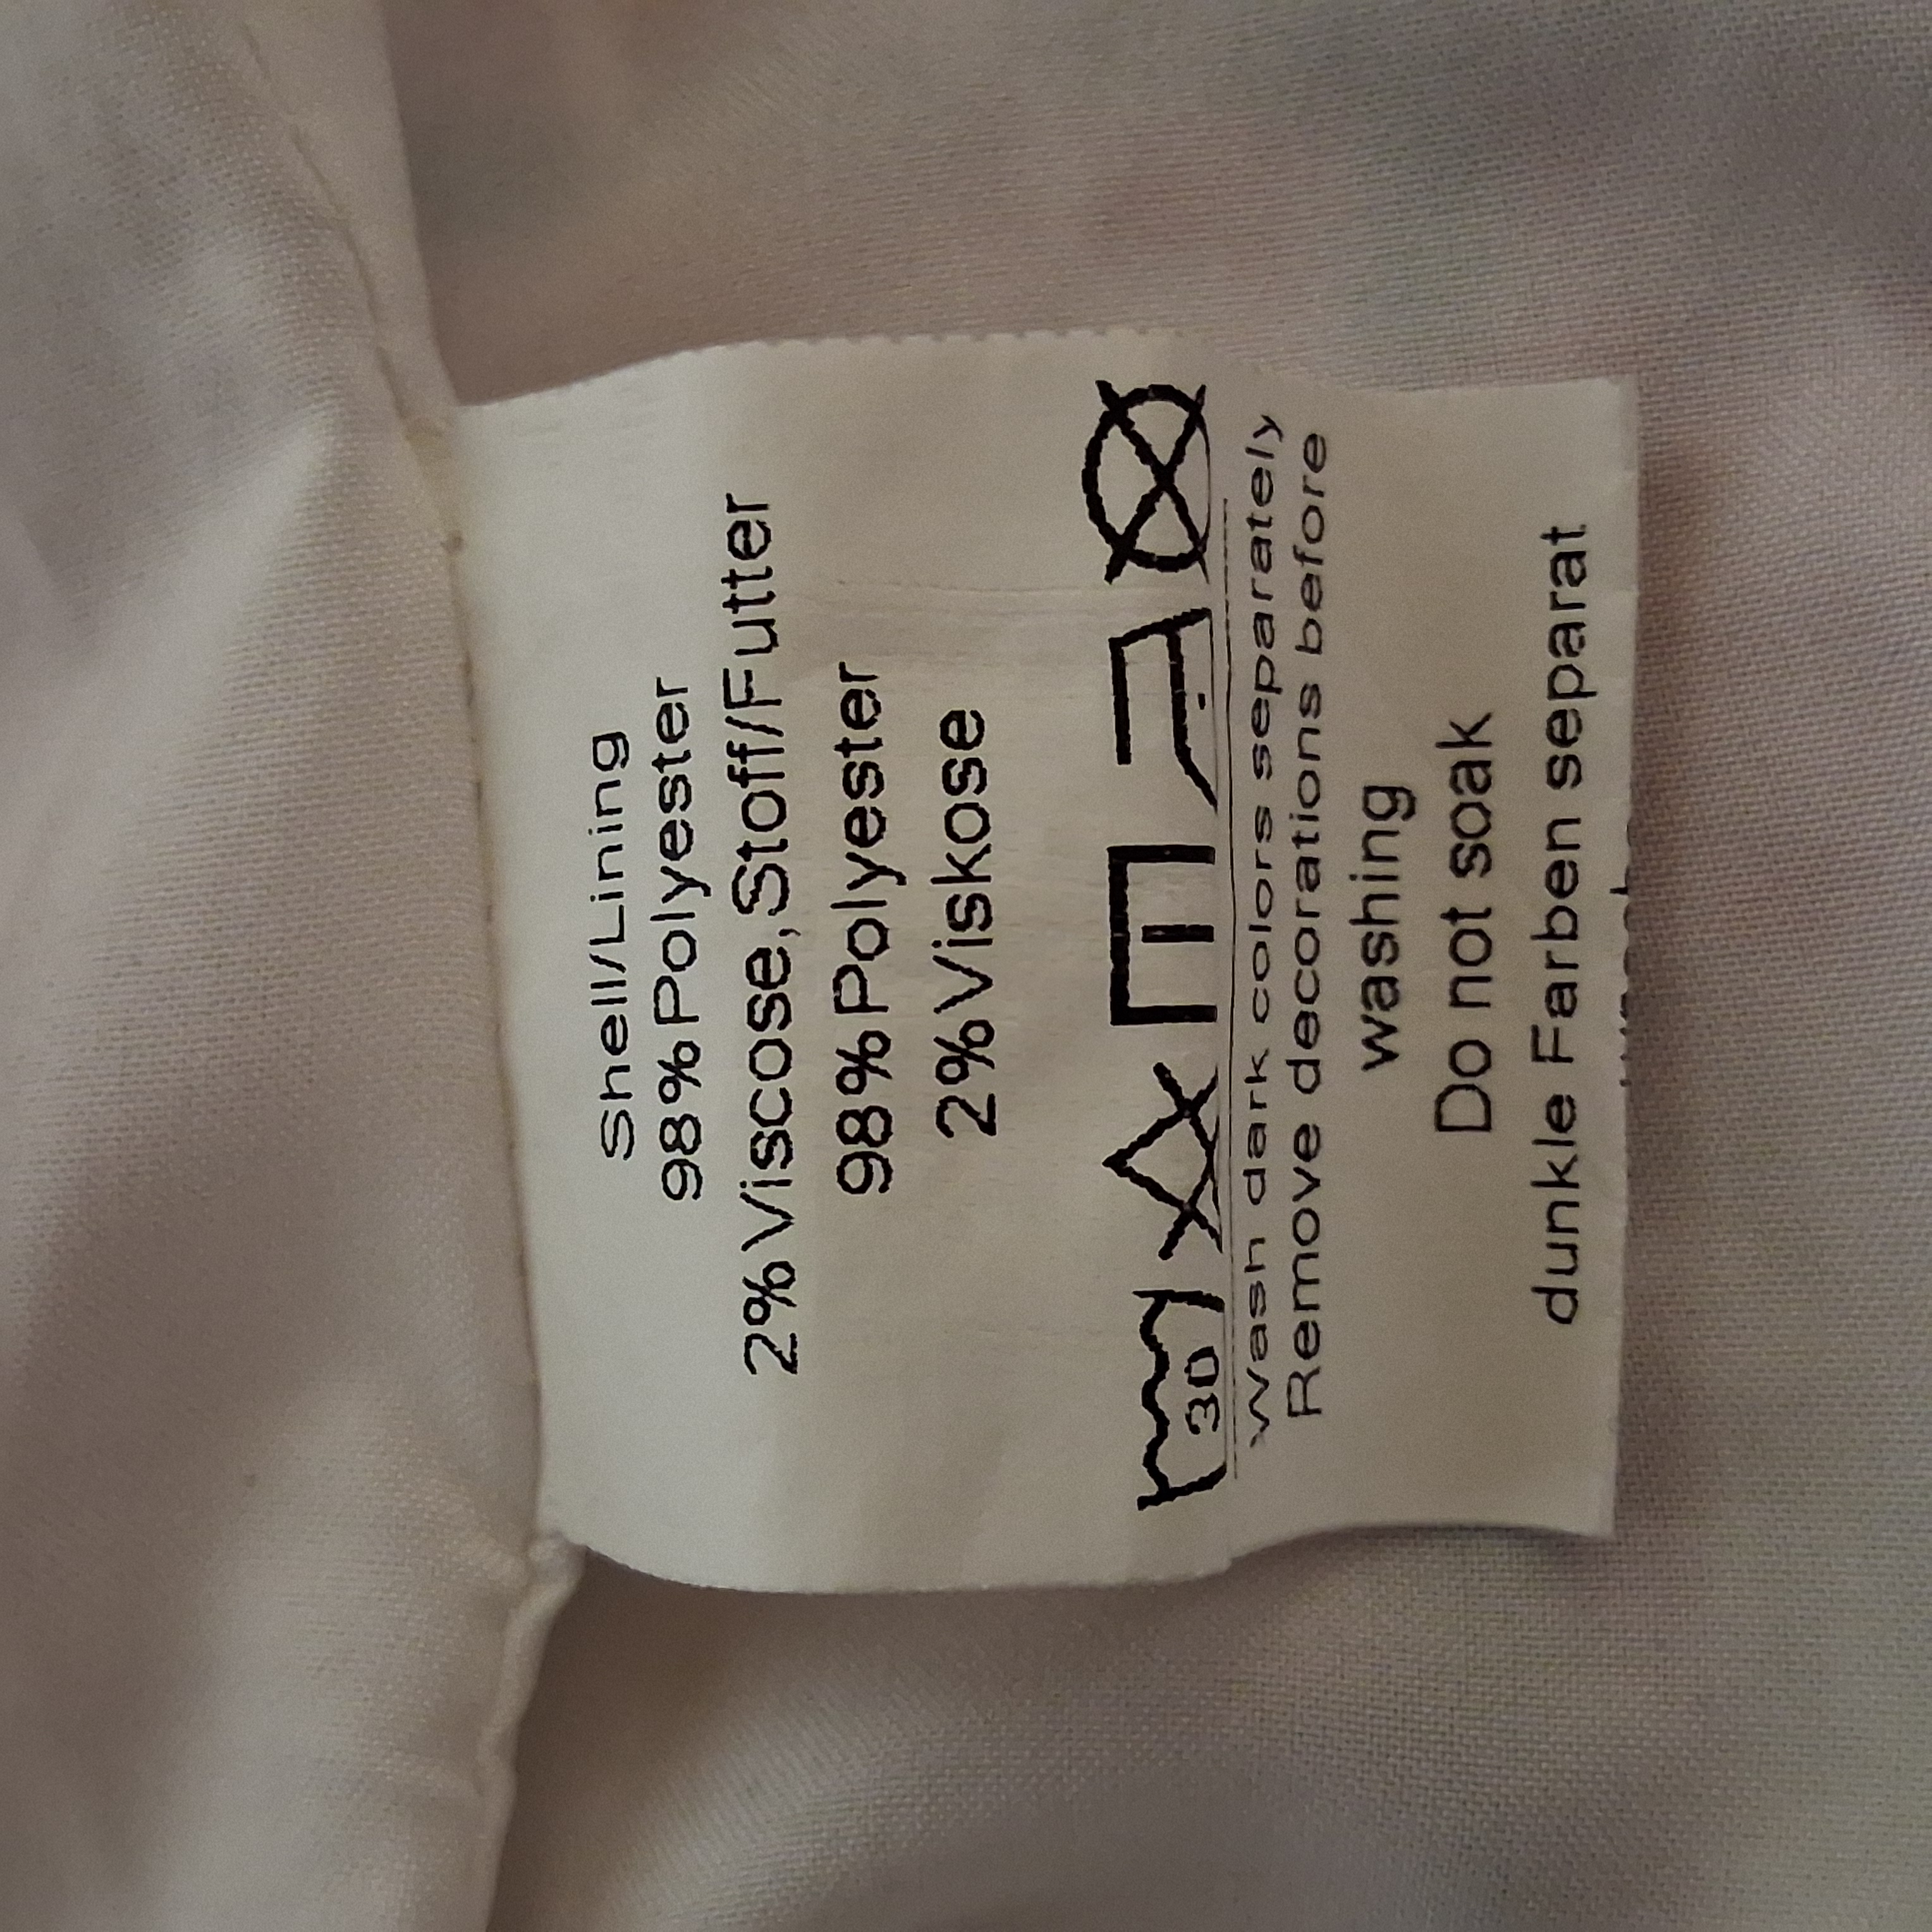 Shell/Lining
98%Polyester
2%Viscose,Stoff/Futter
98%Polyester
2%Viskose
30
Wash dark colors separately
Remove decorations before
washing
Do not soak
dunkle Farben separat